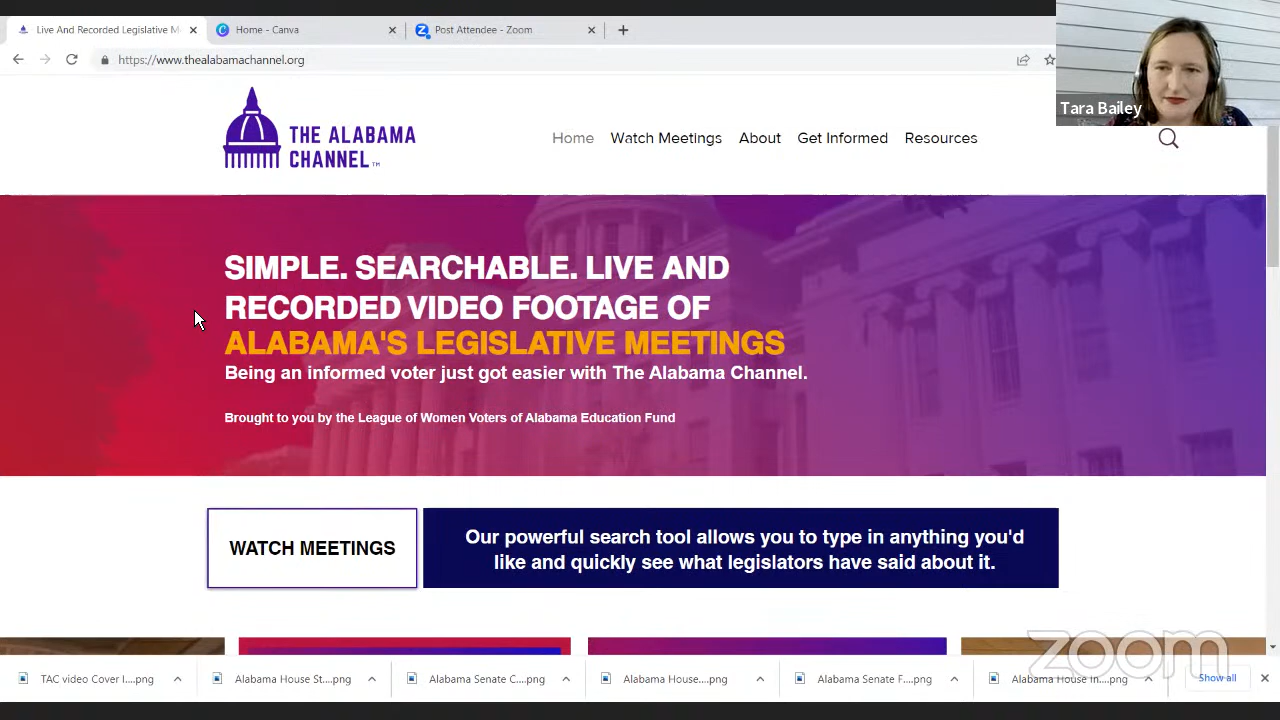 Live And Recorded Legislative M
Home - Canva
Post Attendee - Zoom
https://www.thealabamachannel.org
Tara Bailey
THE ALABAMA
CHANNEL™
Home Watch Meetings About Get Informed Resources
SIMPLE. SEARCHABLE. LIVE AND
RECORDED VIDEO FOOTAGE OF
ALABAMA'S LEGISLATIVE MEETINGS
Being an informed voter just got easier with The Alabama Channel.
Brought to you by the League of Women Voters of Alabama Education Fund
WATCH MEETINGS
Our powerful search tool allows you to type in anything you'd
like and quickly see what legislators have said about it.
zoom
TAC video Cover I....png
Alabama House St....png
Alabama Senate C....png
Alabama House....png
Alabama Senate F....png
Alabama House In....png
Show all